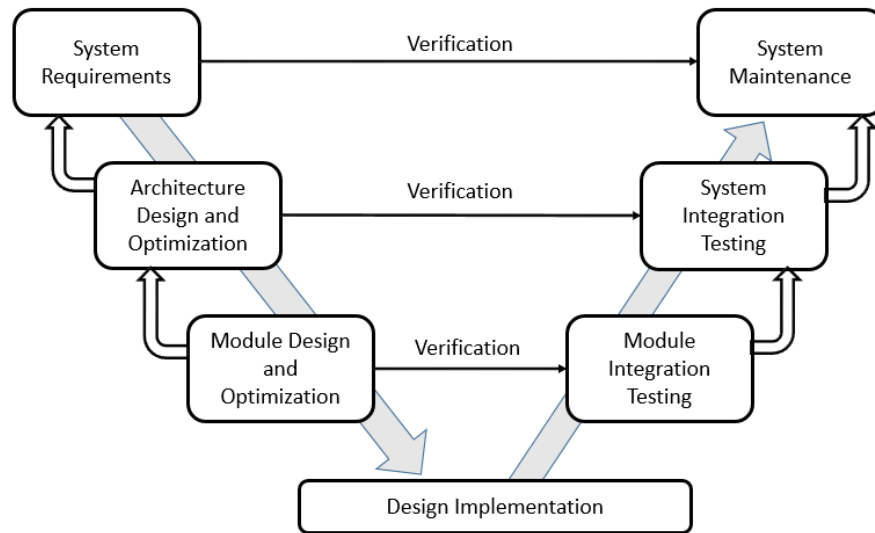 System
Requirements
Verification
System
Maintenance
Architecture
Design and
Optimization
Verification
System
Integration
Testing
Module Design
and
Optimization
Verification
Module
Integration
Testing
Design Implementation